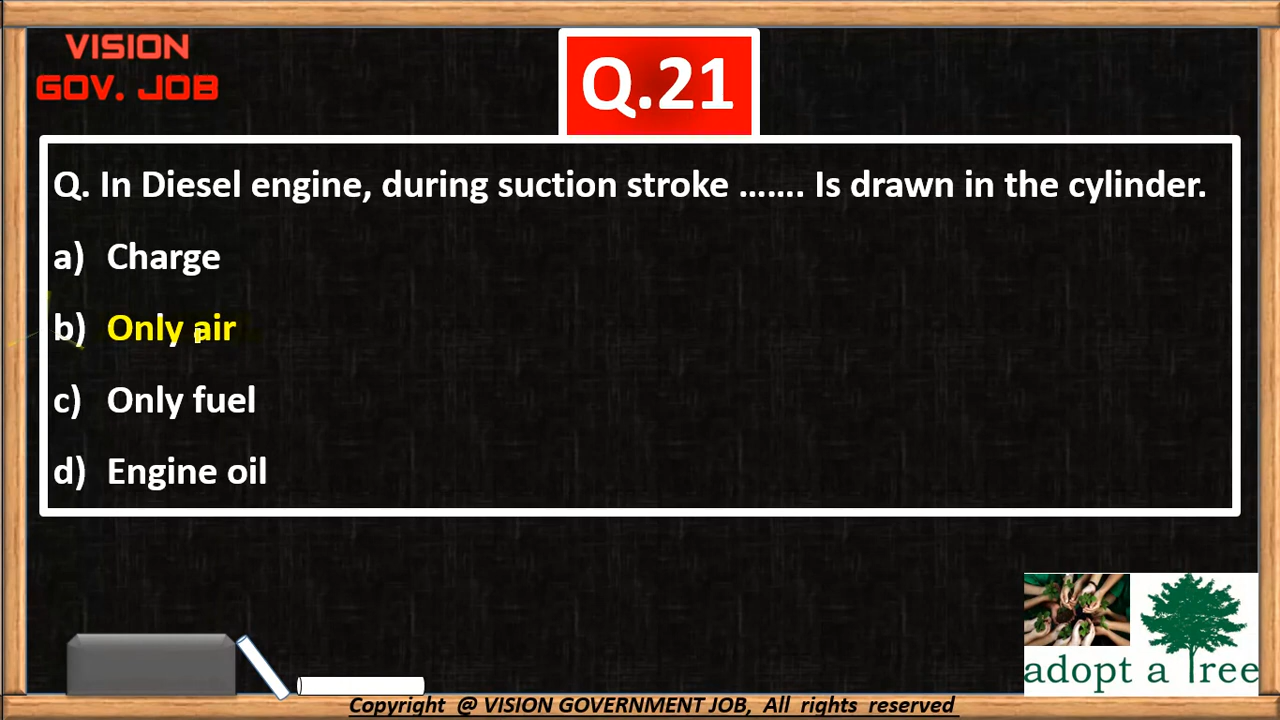 VISION
GOV. JOB
Q.21
Q. In Diesel engine, during suction stroke ....... Is drawn in the cylinder.
a) Charge
b) Only air
c) Only fuel
d) Engine oil
adopt a Tree
Copyright @ VISION GOVERNMENT JOB, All rights reserved